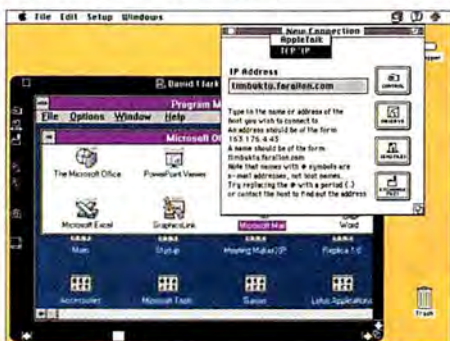 File Edit Setup Windows
New Connection
AppleTalk
TCP/IP
IP Address
timbuktu.farallon.com
CONTROL
OBSERVE
Type in the name or address of the
host you wish to connect to
An address should be of the form
163.176.4.43
A name should be of the form
timbuktu.farallon.com
Note that names with @ symbols are
e-mail addresses, not host names.
Try replacing the @ with a period (.)
or contact the host to find out the address
David
Program M
File Options Window Help
Microsoft Of
The Microsoft Office
PowerPoint Viewer
Microsoft Excel
GraphicsLink
Microsoft Mail
Word
Main
Startup
Meeting Maker XP
Replica 1.0
Accessories
Microsoft Tools
Games
Lotus Applications
Trash